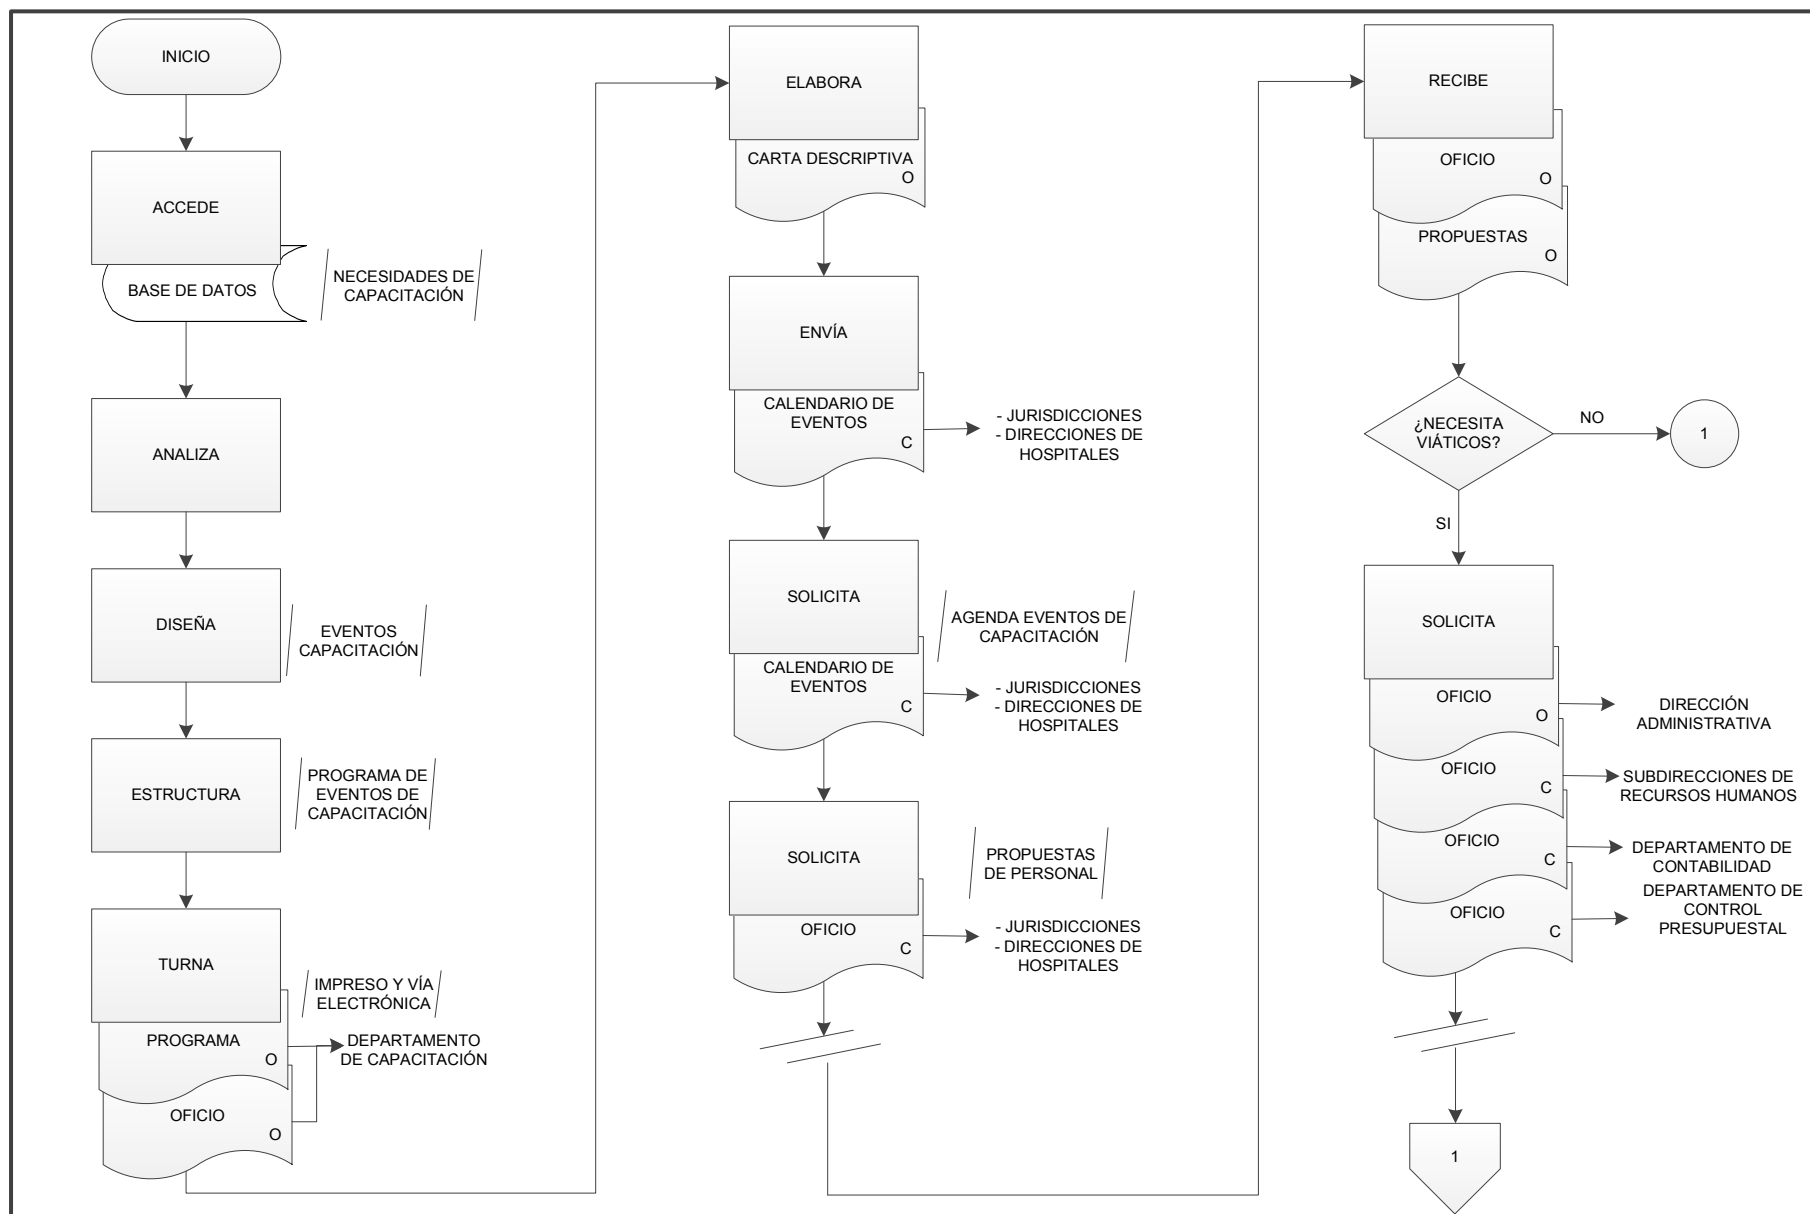 INICIO
ACCEDE
BASE DE DATOS
NECESIDADES DE
CAPACITACIÓN
ANALIZA
DISEÑA
EVENTOS
CAPACITACIÓN
ESTRUCTURA
PROGRAMA DE
EVENTOS DE
CAPACITACIÓN
TURNA
IMPRESO Y VÍA
ELECTRÓNICA
PROGRAMA
O
DEPARTAMENTO
DE CAPACITACIÓN
OFICIO
O
ELABORA
CARTA DESCRIPTIVA
O
ENVÍA
CALENDARIO DE
EVENTOS
C
- JURISDICCIONES
- DIRECCIONES DE
HOSPITALES
SOLICITA
AGENDA EVENTOS DE
CAPACITACIÓN
CALENDARIO DE
EVENTOS
C
- JURISDICCIONES
- DIRECCIONES DE
HOSPITALES
SOLICITA
PROPUESTAS
DE PERSONAL
OFICIO
C
- JURISDICCIONES
- DIRECCIONES DE
HOSPITALES
RECIBE
OFICIO
O
PROPUESTAS
O
¿NECESITA
VIÁTICOS?
NO
1
SI
SOLICITA
OFICIO
O
DIRECCIÓN
ADMINISTRATIVA
OFICIO
C
SUBDIRECCIONES DE
RECURSOS HUMANOS
OFICIO
C
DEPARTAMENTO DE
CONTABILIDAD
OFICIO
C
DEPARTAMENTO DE
CONTROL
PRESUPUESTAL
1